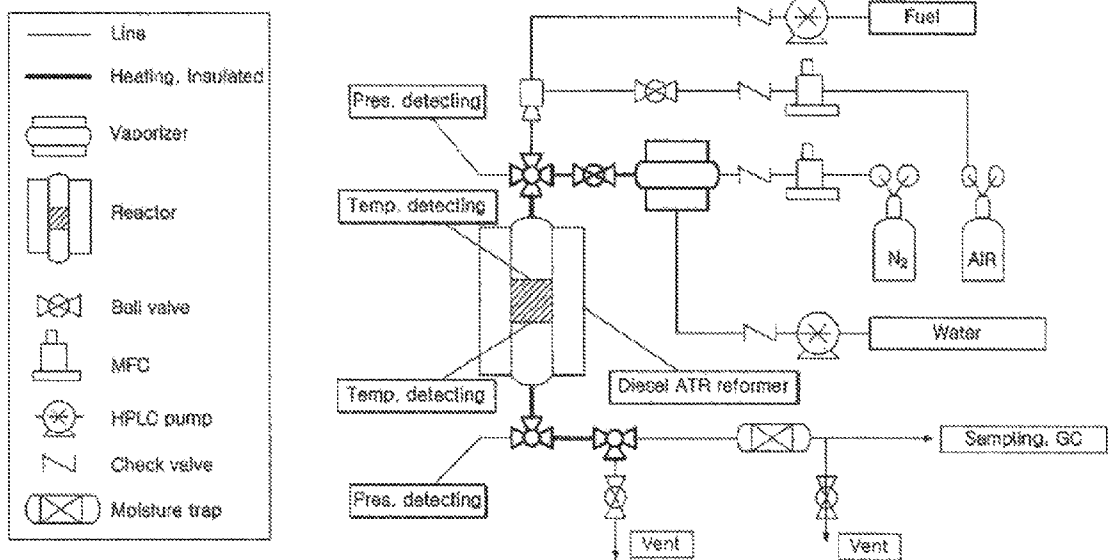 Line
Heating, Insulated
Vaporizer
Reactor
Ball valve
MFC
HPLC pump
Check valve
Moisture trap
Fuel
Pres. detecting
Temp. detecting
N₂
AIR
Water
Temp. detecting
Diesel ATR reformer
Sampling, GC
Pres. detecting
Vent
Vent